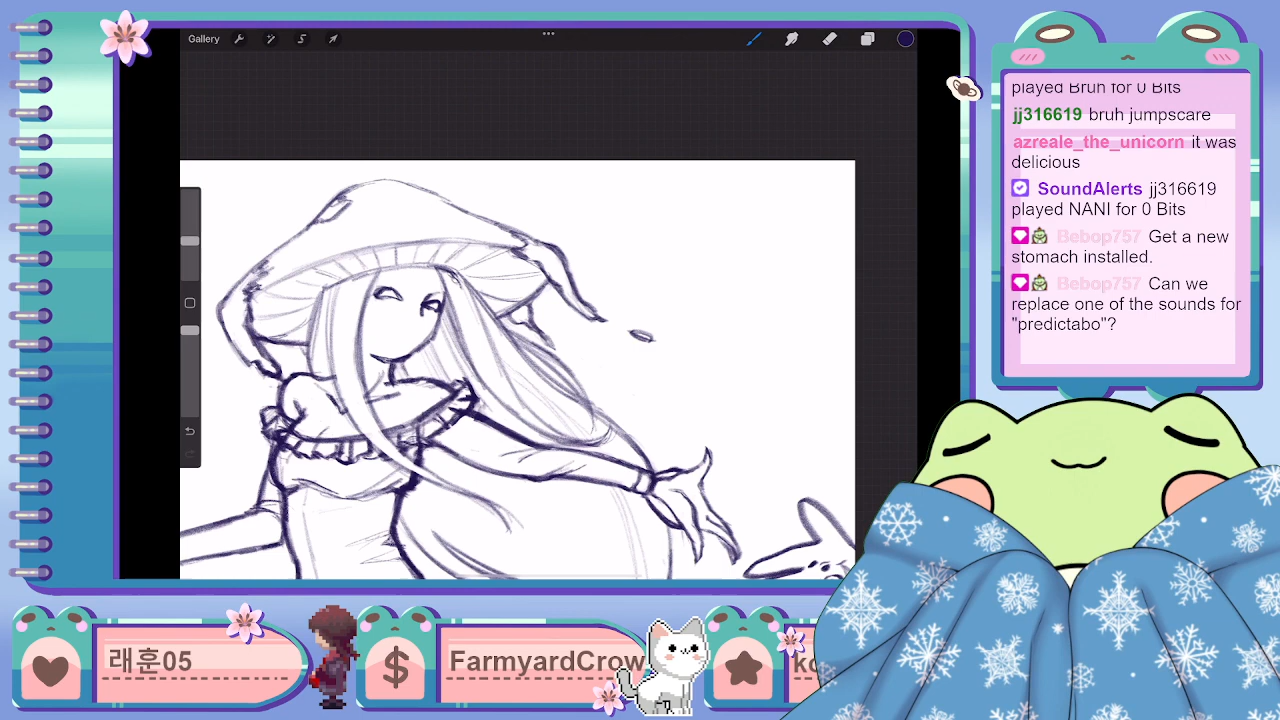 Gallery
played Bruh for 0 Bits
jj316619 bruh jumpscare
azreale_the_unicorn it was
delicious
SoundAlerts jj316619
played NANI for 0 Bits
Bebop757 Get a new
stomach installed.
Bebop757 Can we
replace one of the sounds for
"predictabo"?
래훈05
$
FarmyardCrow